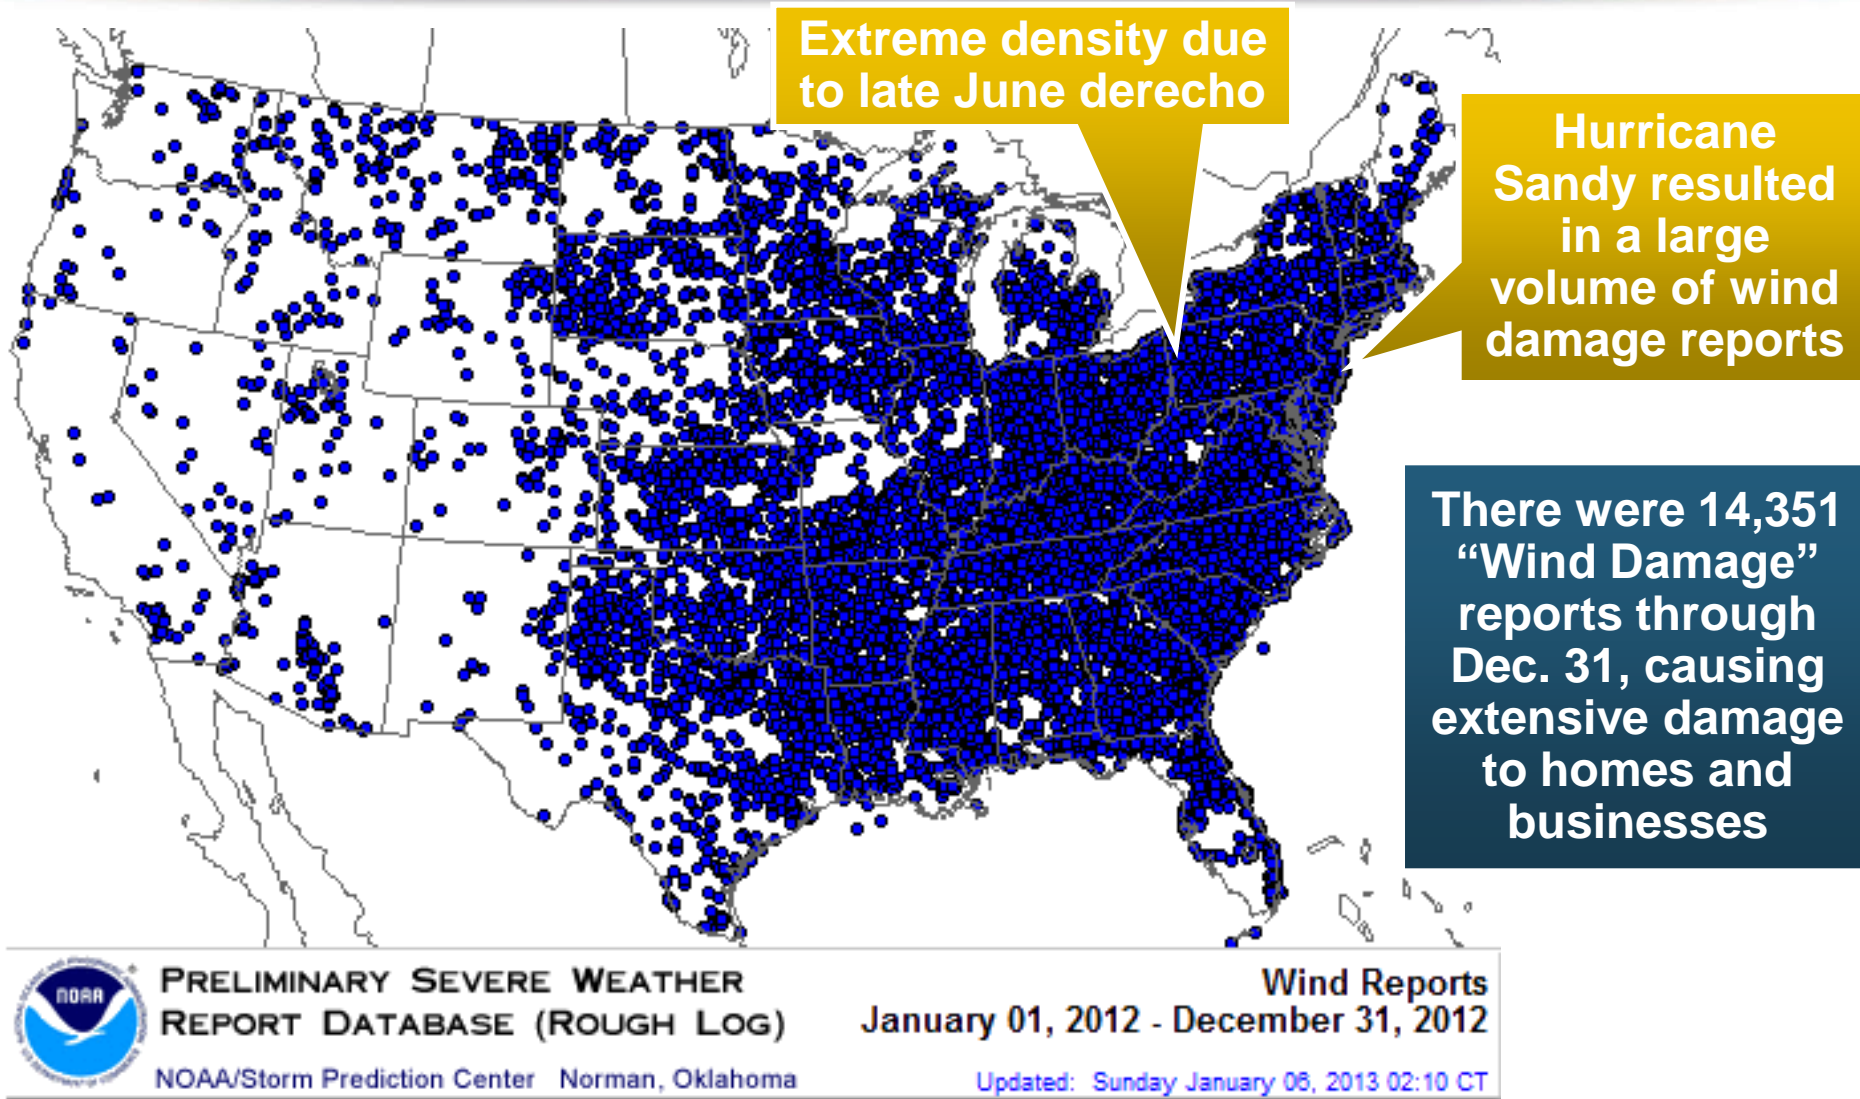 Extreme density due
to late June derecho
Hurricane
Sandy resulted
in a large
volume of wind
damage reports
There were 14,351
“Wind Damage”
reports through
Dec. 31, causing
extensive damage
to homes and
businesses
NOAA
PRELIMINARY SEVERE WEATHER
REPORT DATABASE (ROUGH LOG)
NOAA/Storm Prediction Center Norman, Oklahoma
Wind Reports
January 01, 2012 - December 31, 2012
Updated: Sunday January 06, 2013 02:10 CT